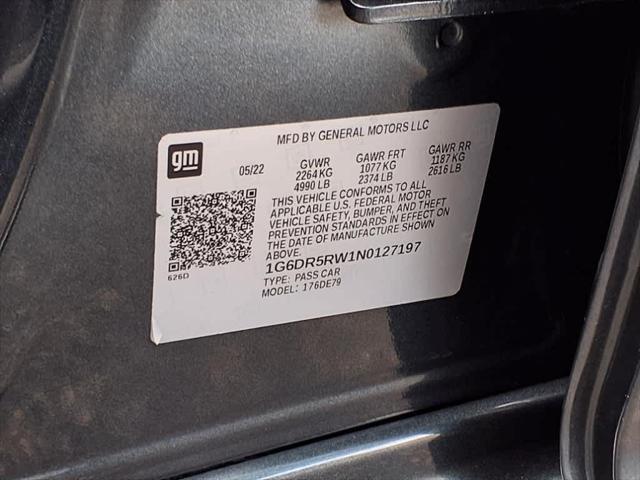 MFD BY GENERAL MOTORS LLC
gm
05/22 GVWR GAWR FRT GAWR RR
2264 KG 1077 KG 1187 KG
4990 LB 2374 LB 2616 LB
THIS VEHICLE CONFORMS TO ALL
APPLICABLE U.S. FEDERAL MOTOR
VEHICLE SAFETY, BUMPER, AND THEFT
PREVENTION STANDARDS IN EFFECT ON
THE DATE OF MANUFACTURE SHOWN
ABOVE.
1G6DR5RW1N0127197
626D
TYPE: PASS CAR
MODEL: 176DE79